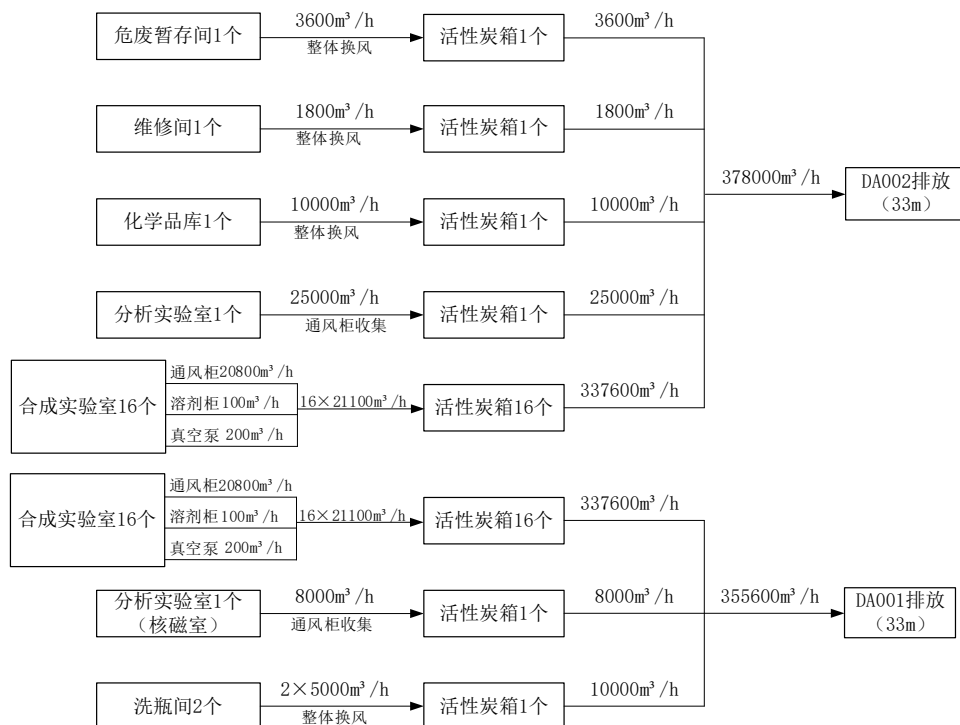 危废暂存间1个
3600m³/h
整体换风
活性炭箱1个
3600m³/h
维修间1个
1800m³/h
整体换风
活性炭箱1个
1800m³/h
378000m³/h
DA002排放
（33m）
化学品库1个
10000m³/h
整体换风
活性炭箱1个
10000m³/h
分析实验室1个
25000m³/h
通风柜收集
活性炭箱1个
25000m³/h
合成实验室16个
通风柜20800m³/h
溶剂柜100m³/h
真空泵 200m³/h
16×21100m³/h
活性炭箱16个
337600m³/h
合成实验室16个
通风柜20800m³/h
溶剂柜100m³/h
真空泵 200m³/h
16×21100m³/h
活性炭箱16个
337600m³/h
分析实验室1个
（核磁室）
8000m³/h
通风柜收集
活性炭箱1个
8000m³/h
355600m³/h
DA001排放
（33m）
洗瓶间2个
2×5000m³/h
整体换风
活性炭箱1个
10000m³/h